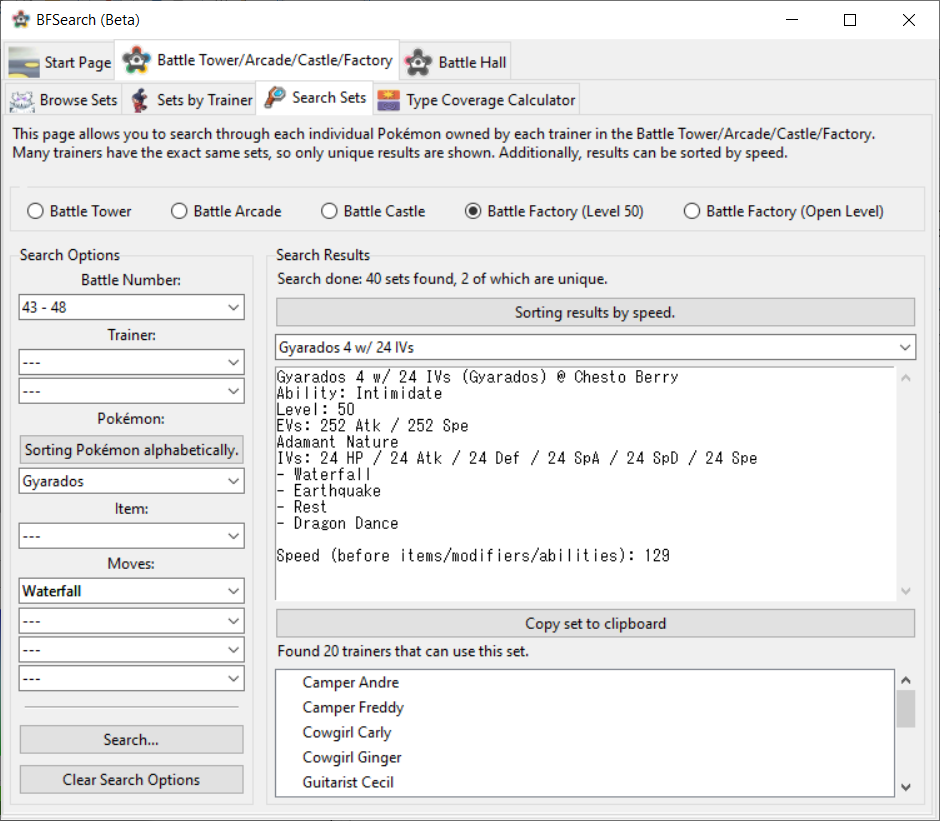 BFSearch (Beta)
Start Page
Battle Tower/Arcade/Castle/Factory
Battle Hall
Browse Sets
Sets by Trainer
Search Sets
Type Coverage Calculator
This page allows you to search through each individual Pokémon owned by each trainer in the Battle Tower/Arcade/Castle/Factory.
Many trainers have the exact same sets, so only unique results are shown. Additionally, results can be sorted by speed.
Battle Tower
Battle Arcade
Battle Castle
Battle Factory (Level 50)
Battle Factory (Open Level)
Search Options
Battle Number:
43 - 48
Trainer:
---
---
Pokémon:
Sorting Pokémon alphabetically.
Gyarados
Item:
---
Moves:
Waterfall
---
---
---
Search...
Clear Search Options
Search Results
Search done: 40 sets found, 2 of which are unique.
Sorting results by speed.
Gyarados 4 w/ 24 IVs
Gyarados 4 w/ 24 IVs (Gyarados) @ Chesto Berry
Ability: Intimidate
Level: 50
EVs: 252 Atk / 252 Spe
Adamant Nature
IVs: 24 HP / 24 Atk / 24 Def / 24 SpA / 24 SpD / 24 Spe
- Waterfall
- Earthquake
- Rest
- Dragon Dance
Speed (before items/modifiers/abilities): 129
Copy set to clipboard
Found 20 trainers that can use this set.
Camper Andre
Camper Freddy
Cowgirl Carly
Cowgirl Ginger
Guitarist Cecil